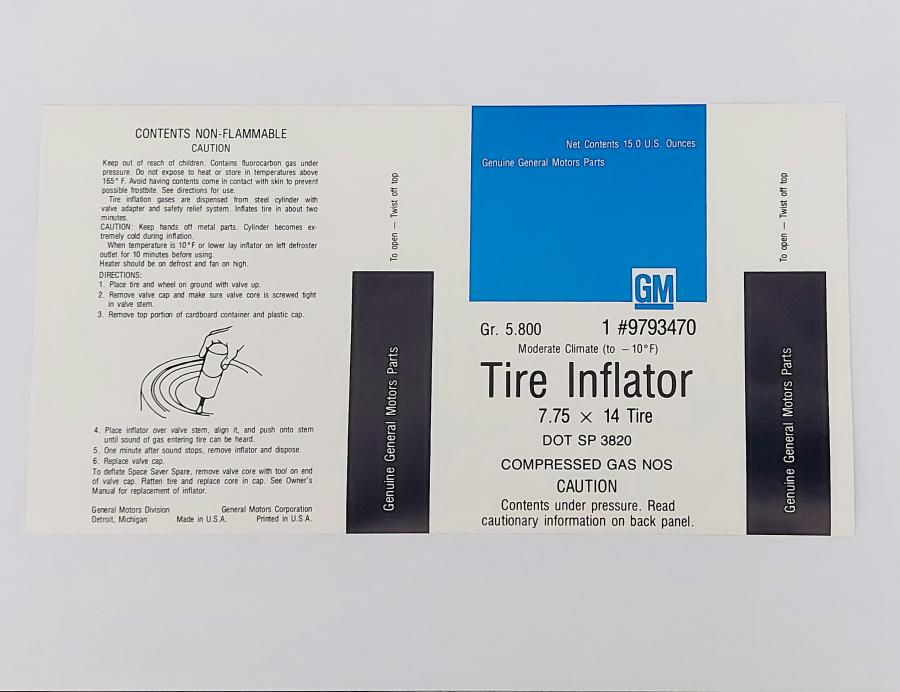 CONTENTS NON-FLAMMABLE
CAUTION
Keep out of reach of children. Contains fluorocarbon gas under
pressure. Do not expose to heat or store in temperatures above
165° F. Avoid having contents come in contact with skin to prevent
possible frostbite. See directions for use.
Tire inflation gases are dispensed from steel cylinder with
valve adapter and safety relief system. Inflates tire in about two
minutes.
CAUTION: Keep hands off metal parts. Cylinder becomes ex-
tremely cold during inflation.
When temperature is 10°F or lower lay inflator on left defroster
outlet for 10 minutes before using.
Heater should be on defrost and fan on high.
DIRECTIONS:
1. Place tire and wheel on ground with valve up.
2. Remove valve cap and make sure valve core is screwed tight
in valve stem.
3. Remove top portion of cardboard container and plastic cap.
4. Place inflator over valve stem, align it, and push onto stem
until sound of gas entering tire can be heard.
5. One minute after sound stops, remove inflator and dispose.
6. Replace valve cap.
To deflate Space Saver Spare, remove valve core with tool on end
of valve cap. Flatten tire and replace core in cap. See Owner's
Manual for replacement of inflator.
General Motors Division General Motors Corporation
Detroit, Michigan Made in U.S.A. Printed in U.S.A.
To open — Twist off top
Genuine General Motors Parts
Net Contents 15.0 U.S. Ounces
Genuine General Motors Parts
GM
Gr. 5.800 1 #9793470
Moderate Climate (to −10°F)
Tire Inflator
7.75 × 14 Tire
DOT SP 3820
COMPRESSED GAS NOS
CAUTION
Contents under pressure. Read
cautionary information on back panel.
To open — Twist off top
Genuine General Motors Parts